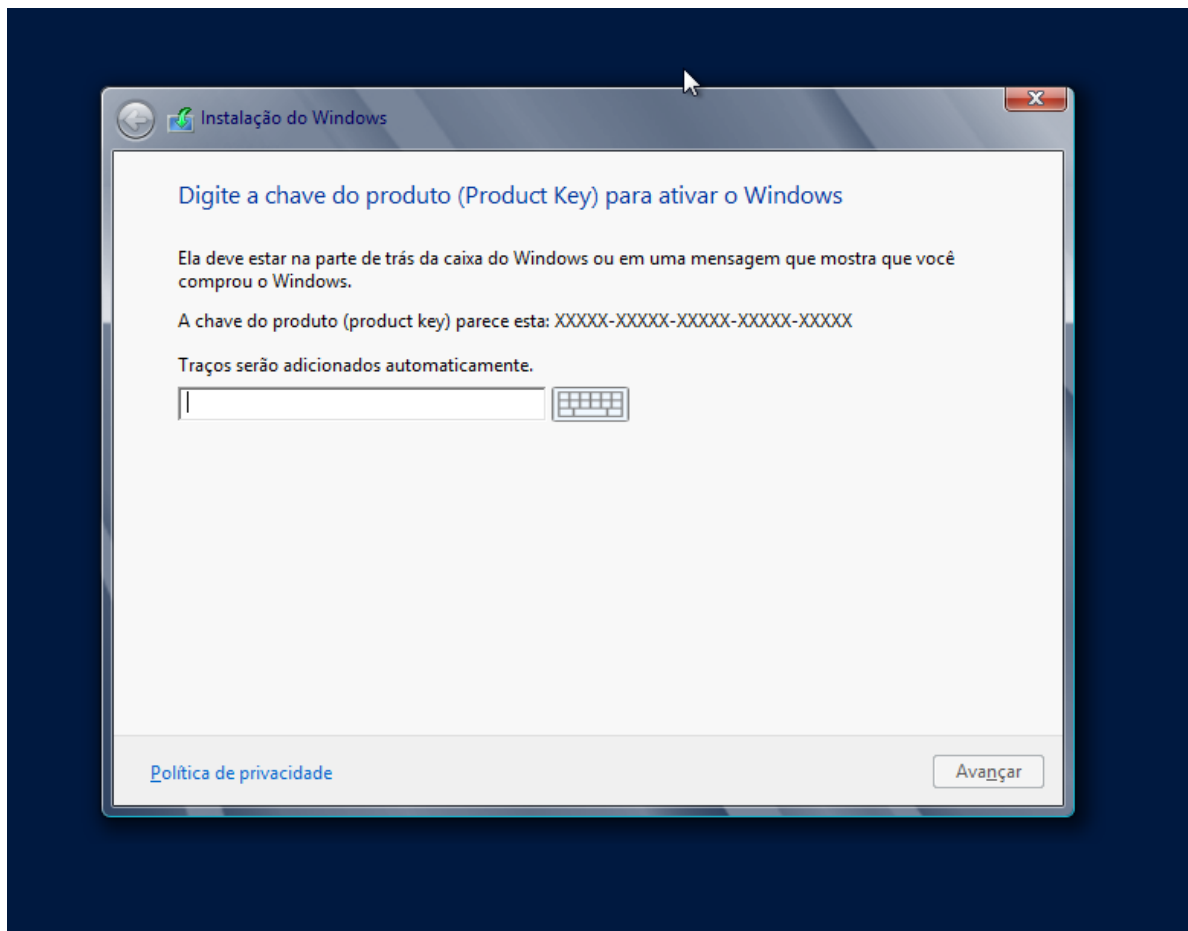 Instalação do Windows
Digite a chave do produto (Product Key) para ativar o Windows
Ela deve estar na parte de trás da caixa do Windows ou em uma mensagem que mostra que você
comprou o Windows.
A chave do produto (product key) parece esta: XXXXX-XXXXX-XXXXX-XXXXX-XXXXX
Traços serão adicionados automaticamente.
Política de privacidade
Avançar